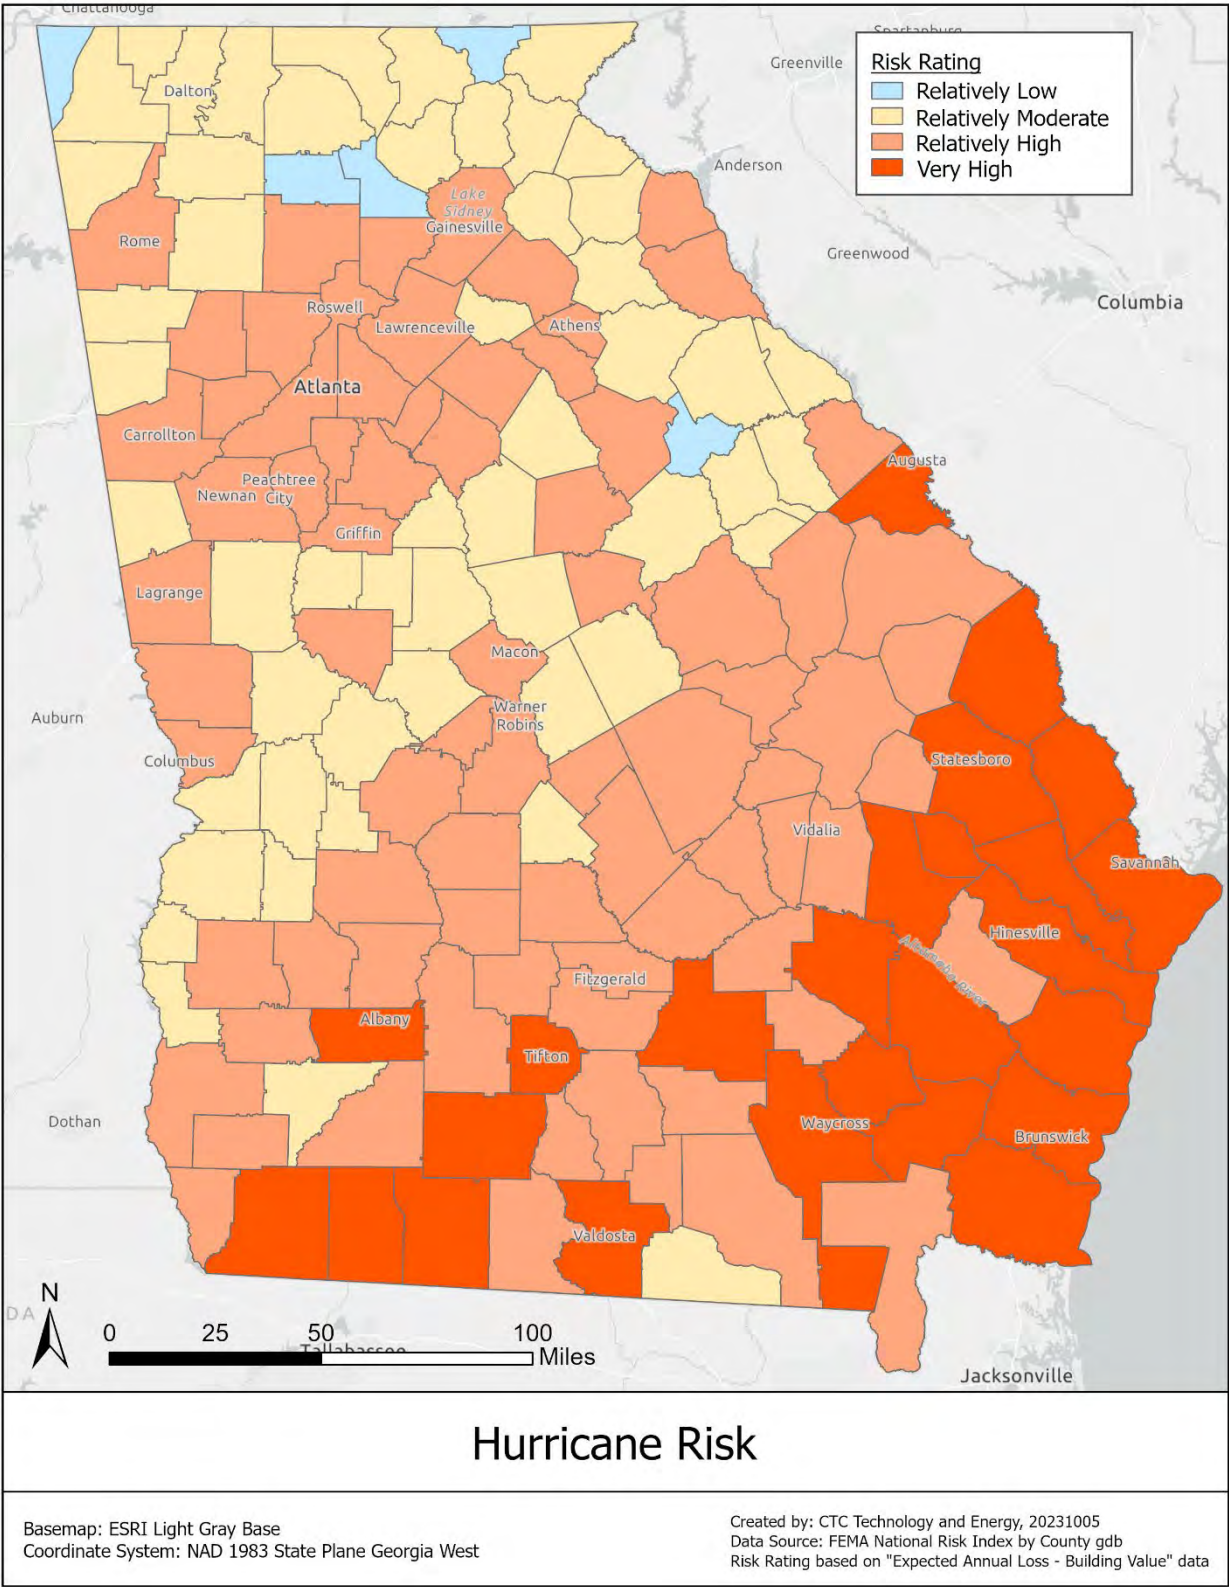 Chattanooga
Spartanburg
Greenville
Risk Rating
Relatively Low
Relatively Moderate
Relatively High
Very High
Dalton
Anderson
Lake
Sidney
Gainesville
Rome
Greenwood
Columbia
Roswell
Lawrenceville
Athens
Atlanta
Carrollton
Augusta
Peachtree
City
Newnan
Griffin
Lagrange
Macon
Auburn
Warner
Robins
Columbus
Statesboro
Vidalia
Savannah
Hinesville
Altamaha River
Fitzgerald
Albany
Tifton
Dothan
Waycross
Brunswick
Valdosta
N
D A
0 25 50 100
Miles
Tallahassee
Jacksonville
Hurricane Risk
Basemap: ESRI Light Gray Base
Coordinate System: NAD 1983 State Plane Georgia West
Created by: CTC Technology and Energy, 20231005
Data Source: FEMA National Risk Index by County gdb
Risk Rating based on "Expected Annual Loss - Building Value" data